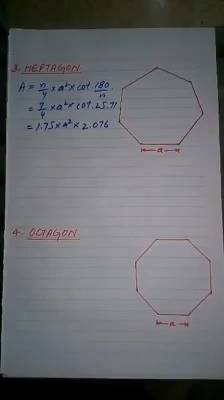 3. HEPTAGON.
A = n/4 × a² × cot 180/n.
= 7/4 × a² × cot 25.71
= 1.75 × a² × 2.076
a
4. OCTAGON.
a